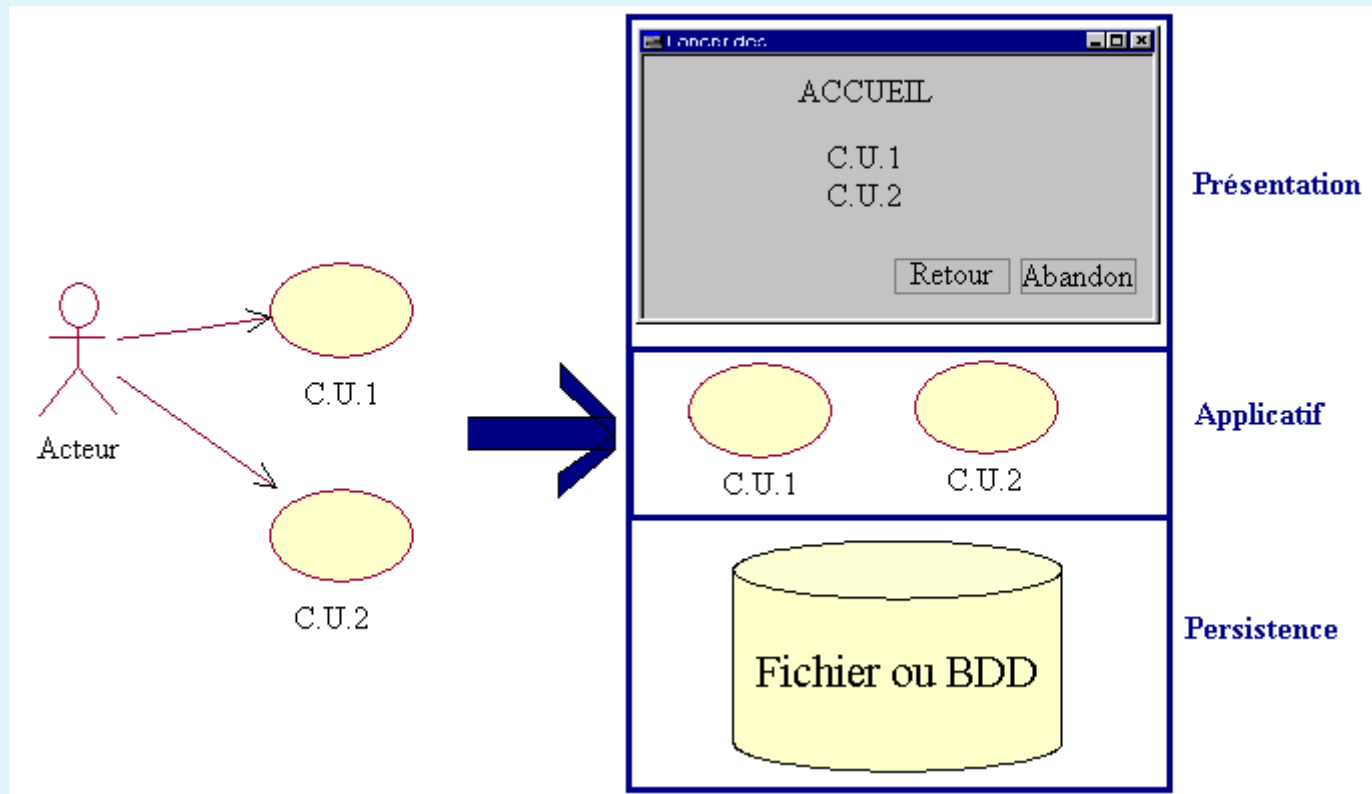 Acteur
C.U.1
C.U.2
ACCUEIL
C.U.1
C.U.2
Retour
Abandon
Présentation
C.U.1
C.U.2
Applicatif
Fichier ou BDD
Persistence